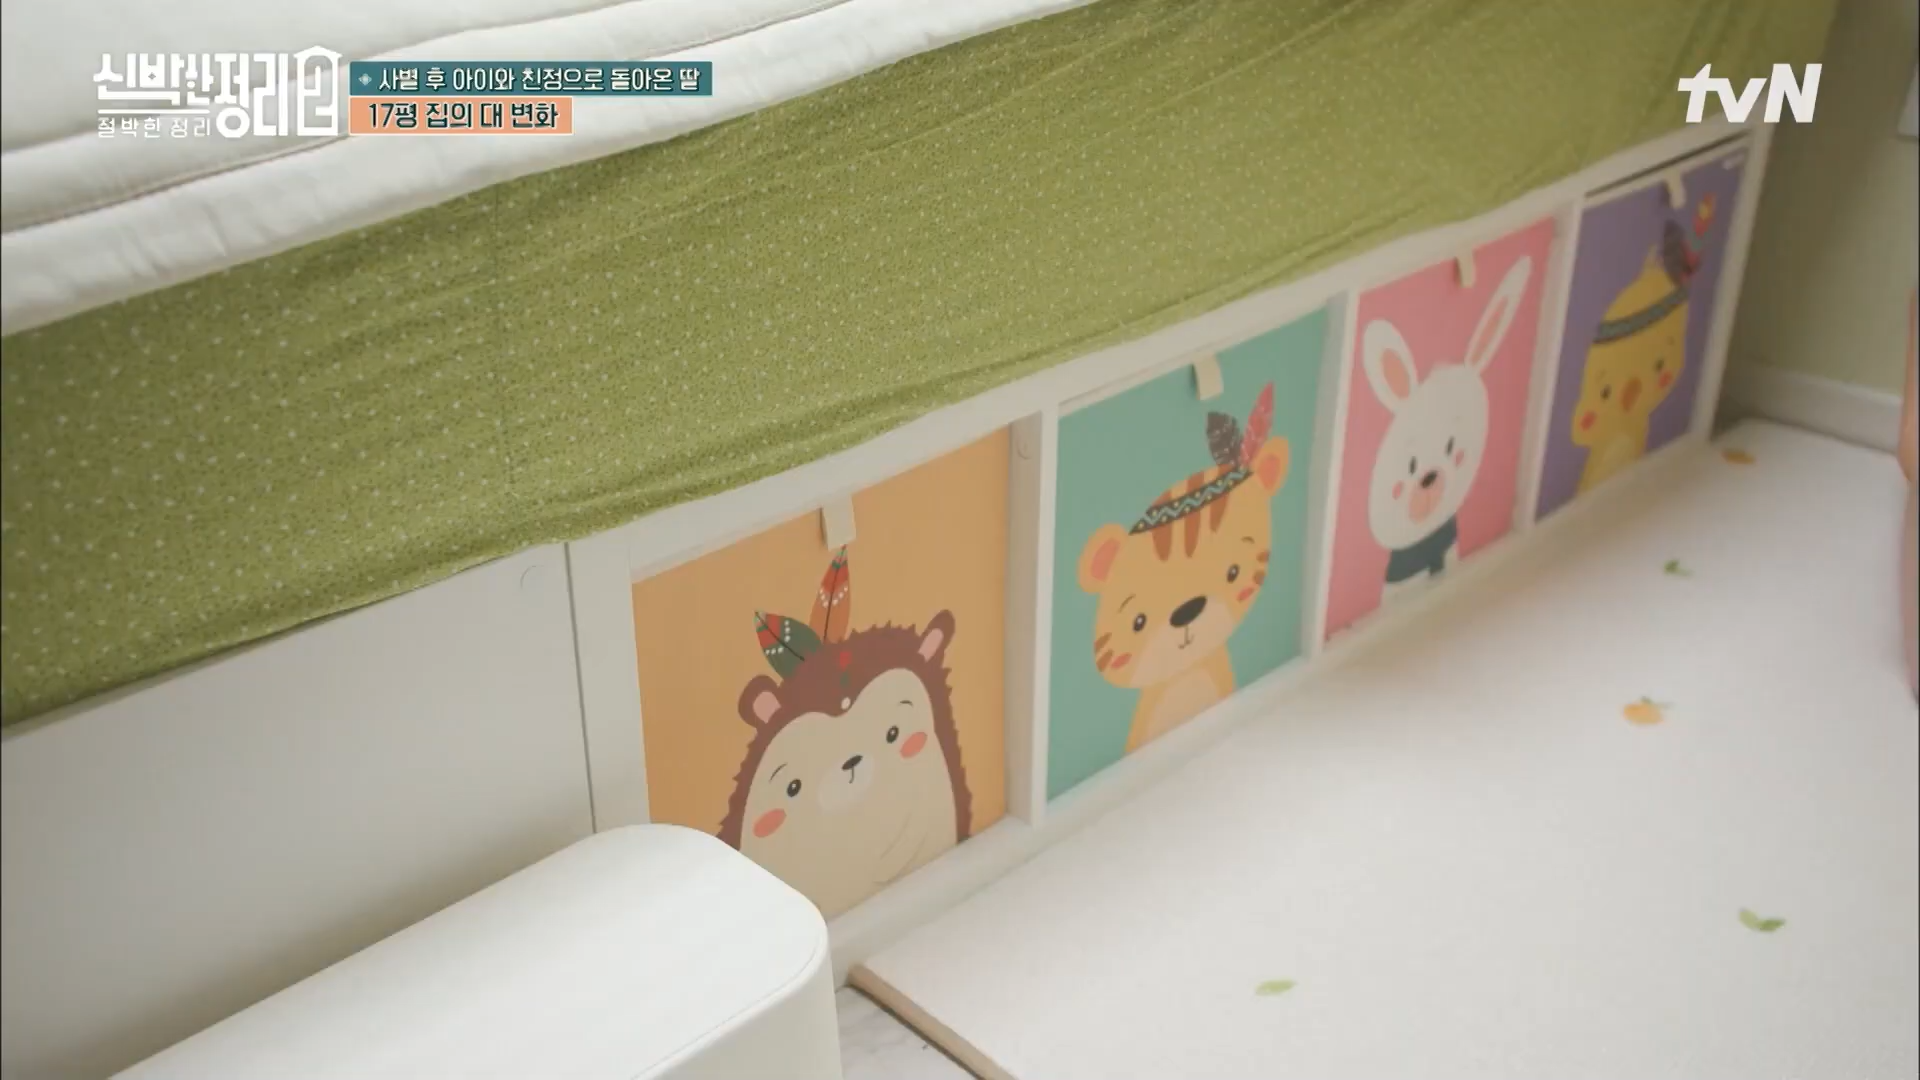 신박한 정리 2
절박한 정리
사별 후 아이와 친정으로 돌아온 딸
17평 집의 대 변화
tvN